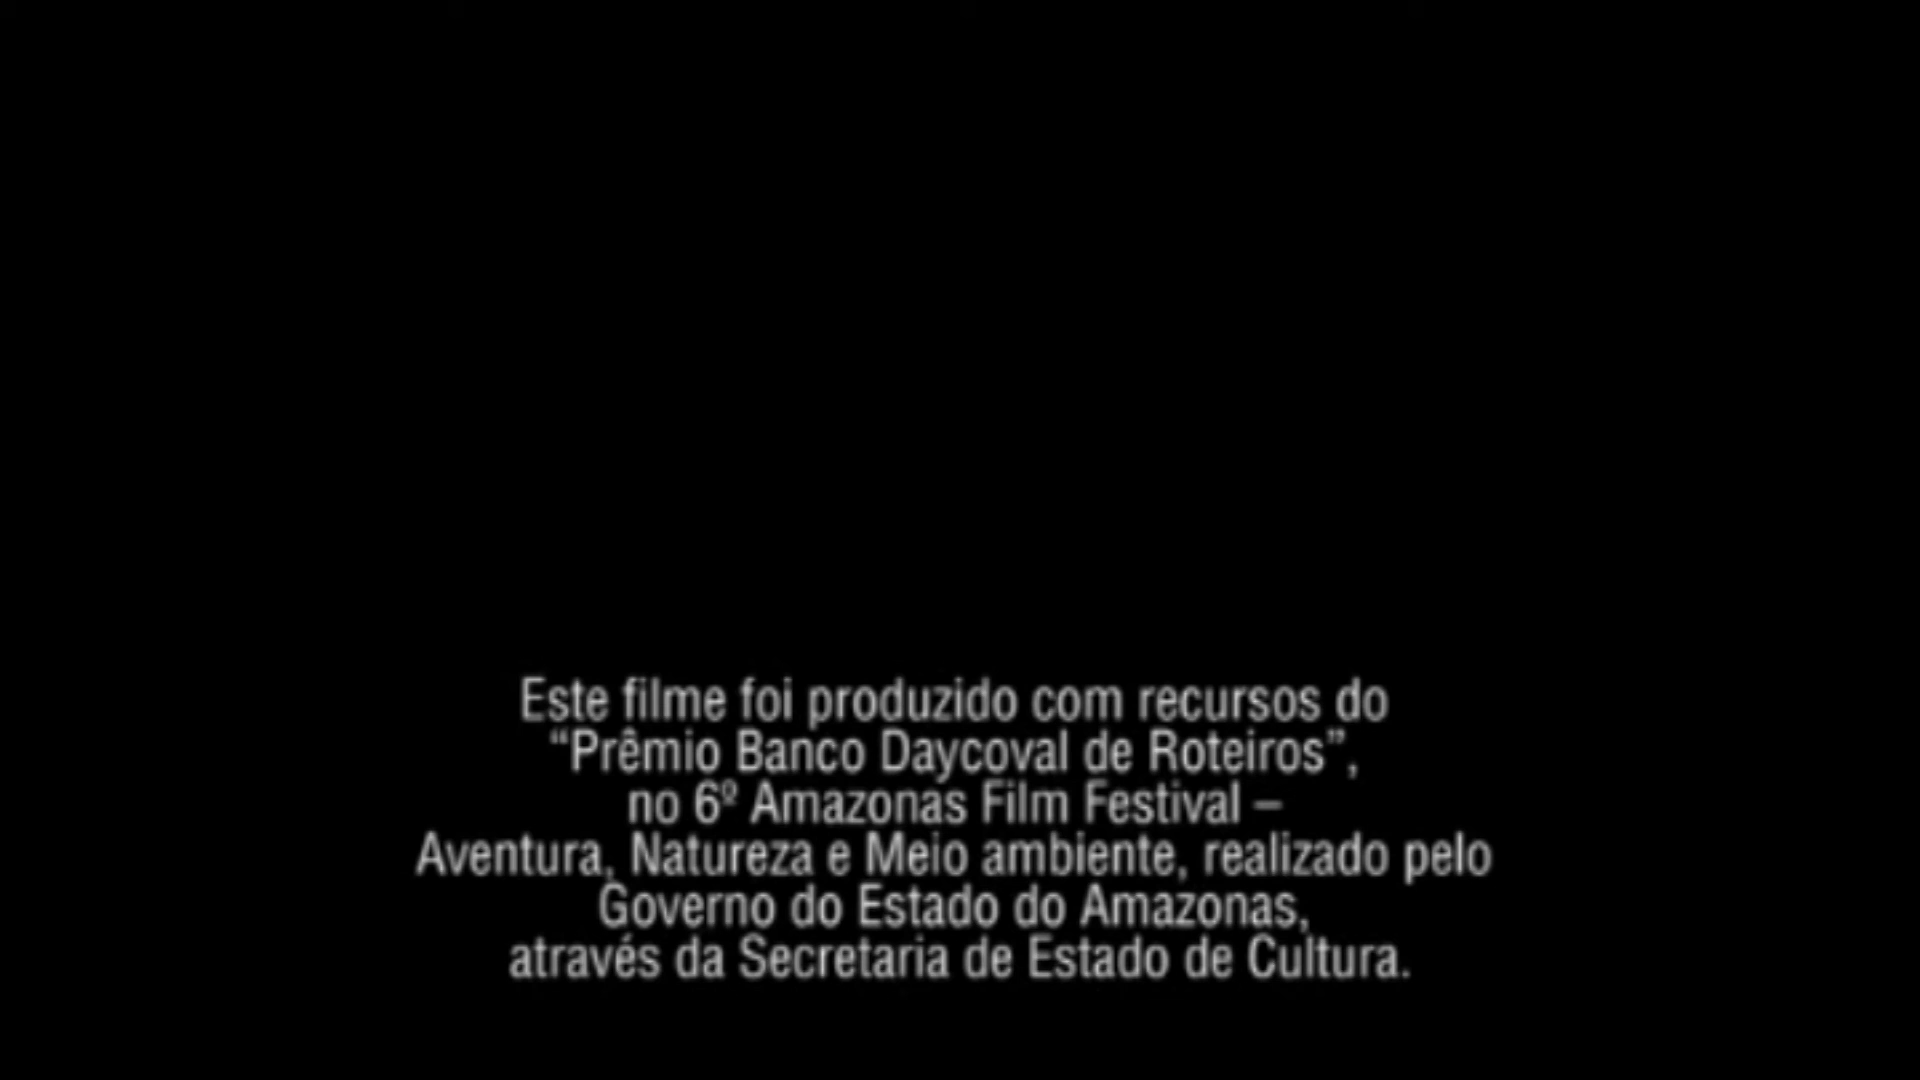 Este filme foi produzido com recursos do
“Prêmio Banco Daycoval de Roteiros”,
no 6º Amazonas Film Festival –
Aventura, Natureza e Meio ambiente, realizado pelo
Governo do Estado do Amazonas,
através da Secretaria de Estado de Cultura.